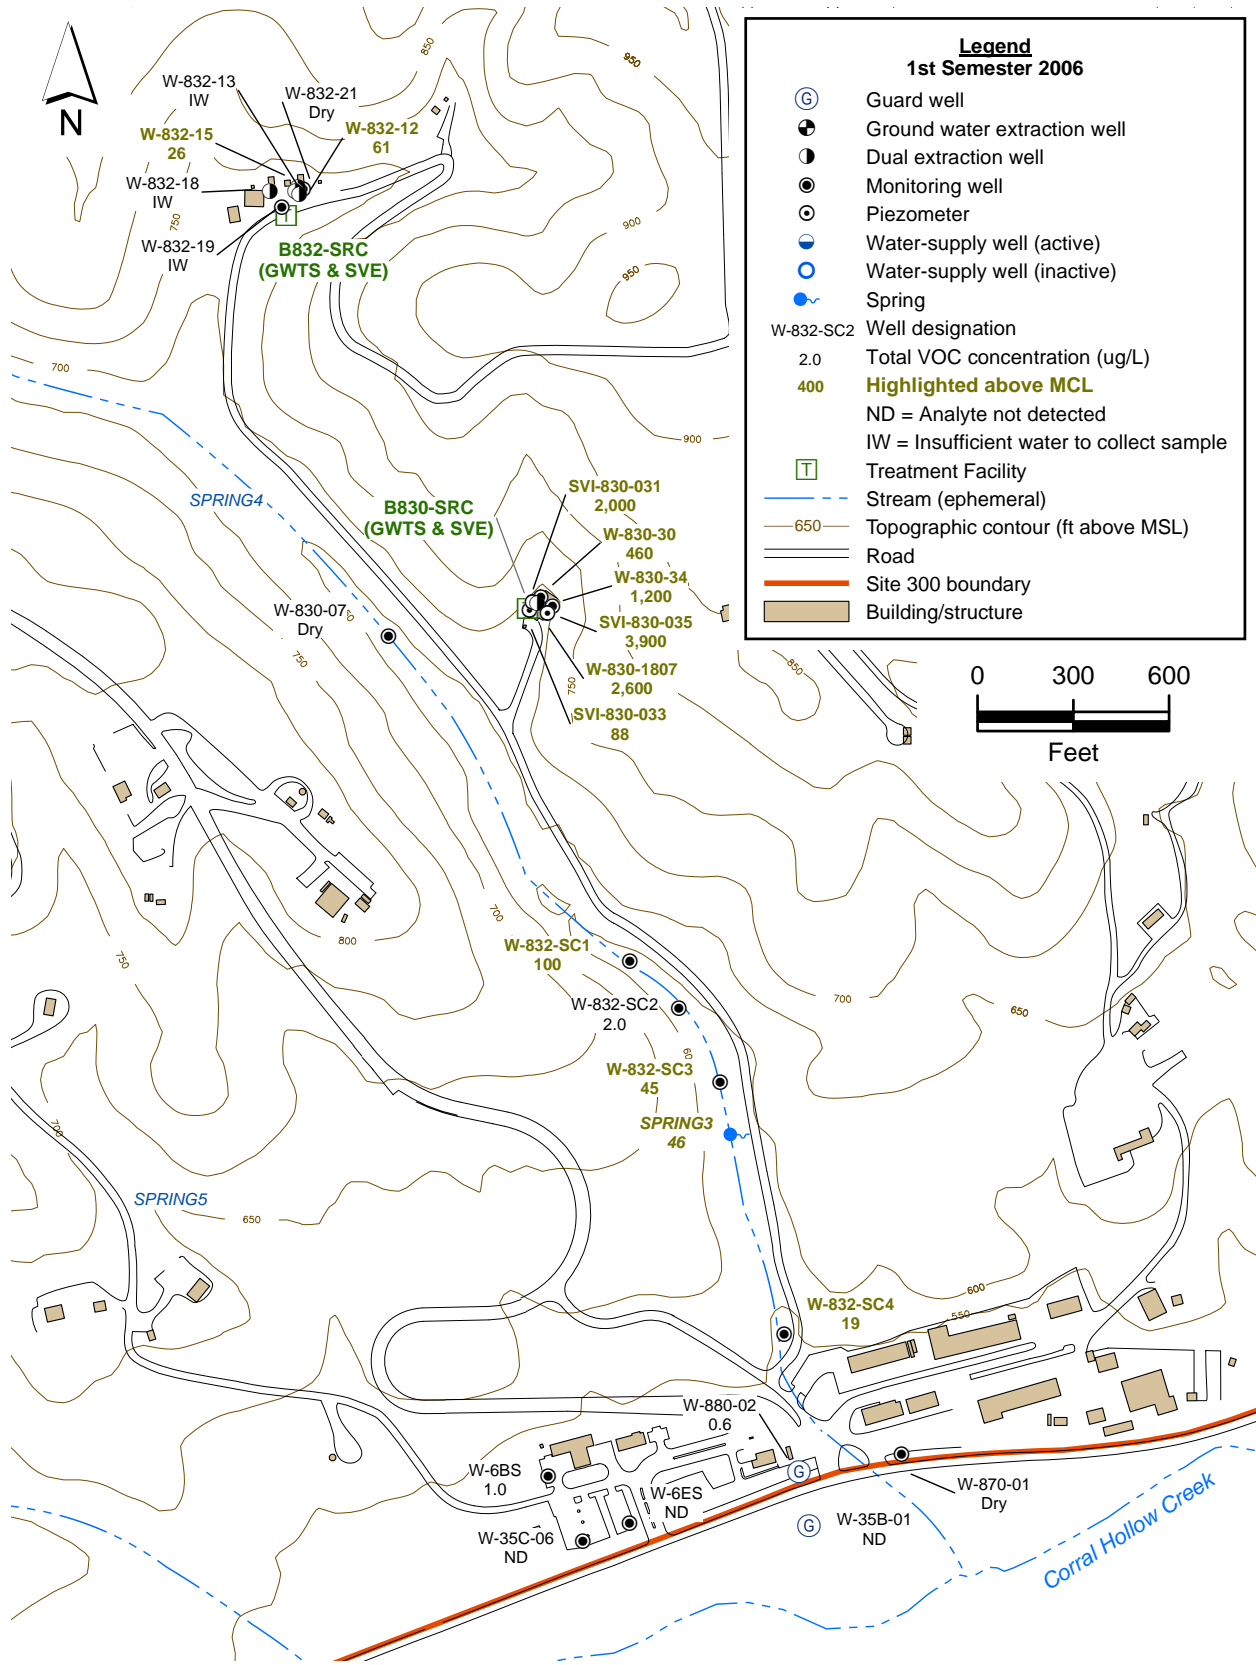 Legend
1st Semester 2006
G Guard well
Ground water extraction well
Dual extraction well
Monitoring well
Piezometer
Water-supply well (active)
Water-supply well (inactive)
Spring
W-832-SC2 Well designation
2.0 Total VOC concentration (ug/L)
400 Highlighted above MCL
ND = Analyte not detected
IW = Insufficient water to collect sample
T Treatment Facility
Stream (ephemeral)
650 Topographic contour (ft above MSL)
Road
Site 300 boundary
Building/structure
0 300 600
Feet
N
850
950
W-832-13
IW
W-832-21
Dry
W-832-15
26
W-832-12
61
W-832-18
IW
750
W-832-19
IW
T
B832-SRC
(GWTS & SVE)
900
950
700
900
SPRING4
B830-SRC
(GWTS & SVE)
SVI-830-031
2,000
W-830-30
460
W-830-34
1,200
SVI-830-035
3,900
W-830-1807
2,600
SVI-830-033
88
W-830-07
Dry
750
750
850
800
700
750
W-832-SC1
100
W-832-SC2
2.0
700
650
W-832-SC3
45
SPRING3
46
700
SPRING5
650
600
550
W-832-SC4
19
W-880-02
0.6
G
W-6BS
1.0
W-6ES
ND
W-870-01
Dry
W-35C-06
ND
G
W-35B-01
ND
Corral Hollow Creek